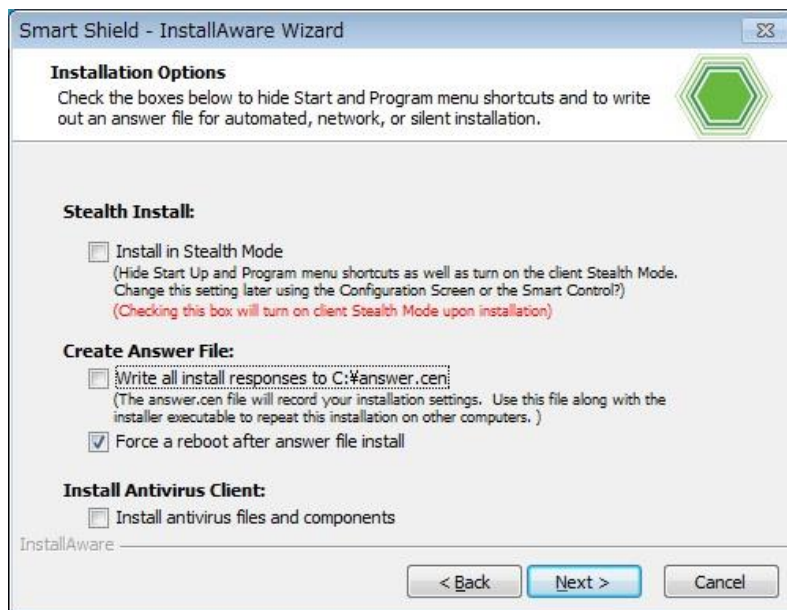 Smart Shield - InstallAware Wizard
Installation Options
Check the boxes below to hide Start and Program menu shortcuts and to write
out an answer file for automated, network, or silent installation.
Stealth Install:
Install in Stealth Mode
(Hide Start Up and Program menu shortcuts as well as turn on the client Stealth Mode.
Change this setting later using the Configuration Screen or the Smart Control?)
(Checking this box will turn on client Stealth Mode upon installation)
Create Answer File:
Write all install responses to C:¥answer.cen
(The answer.cen file will record your installation settings.  Use this file along with the
installer executable to repeat this installation on other computers. )
Force a reboot after answer file install
Install Antivirus Client:
Install antivirus files and components
InstallAware
< Back
Next >
Cancel